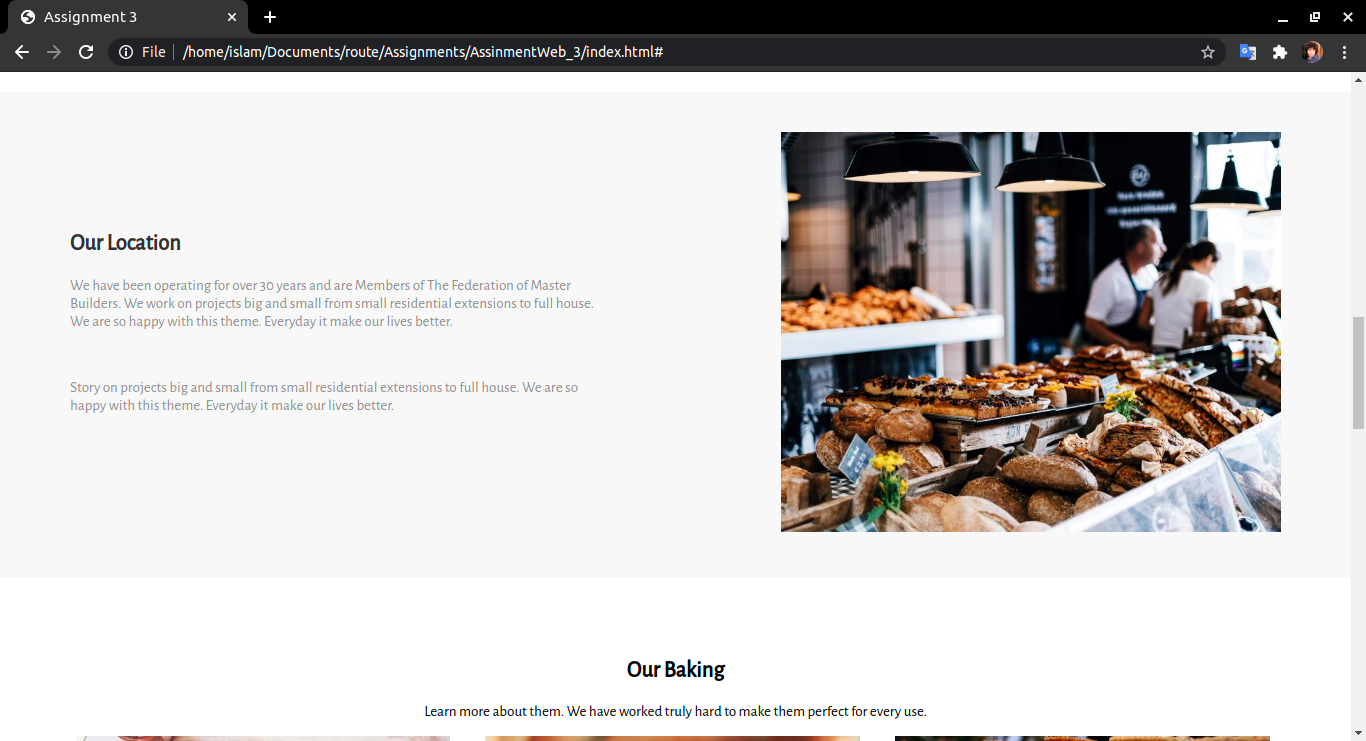 Assignment 3
File
/home/islam/Documents/route/Assignments/AssinmentWeb_3/index.html#
Our Location
We have been operating for over 30 years and are Members of The Federation of Master
Builders. We work on projects big and small from small residential extensions to full house.
We are so happy with this theme. Everyday it make our lives better.
Story on projects big and small from small residential extensions to full house. We are so
happy with this theme. Everyday it make our lives better.
Our Baking
Learn more about them. We have worked truly hard to make them perfect for every use.